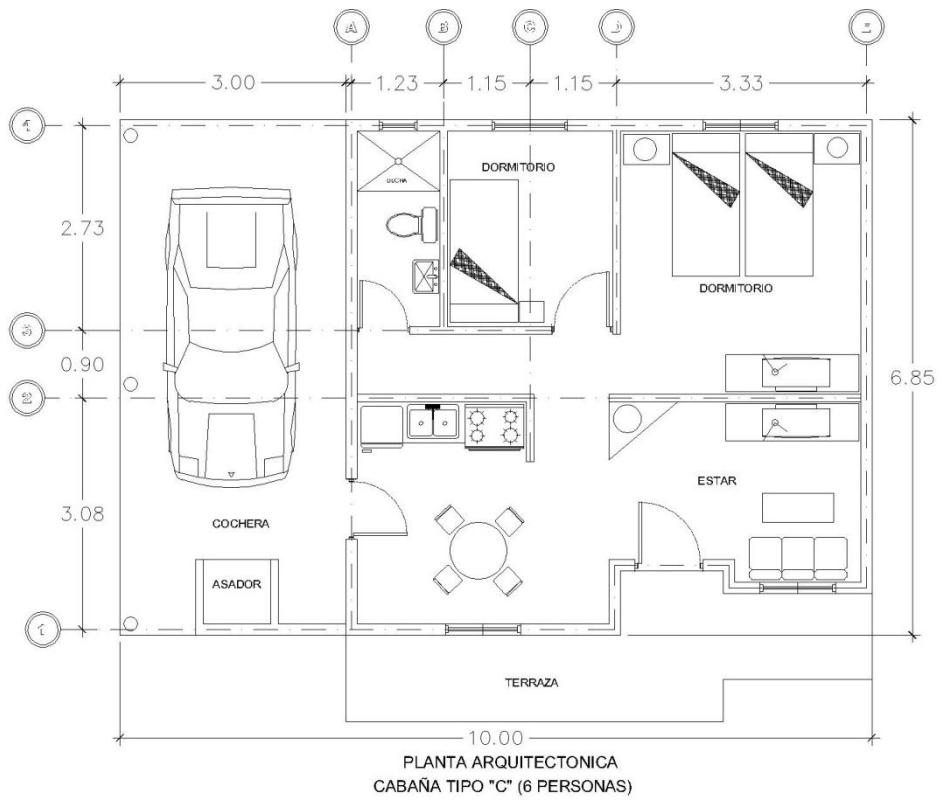 A B C D E
3.00 1.23 1.15 1.15 3.33
4
DUCHA
DORMITORIO
2.73
DORMITORIO
3
0.90
6.85
2
ESTAR
3.08
COCHERA
ASADOR
1
TERRAZA
10.00
PLANTA ARQUITECTONICA
CABAÑA TIPO "C" (6 PERSONAS)